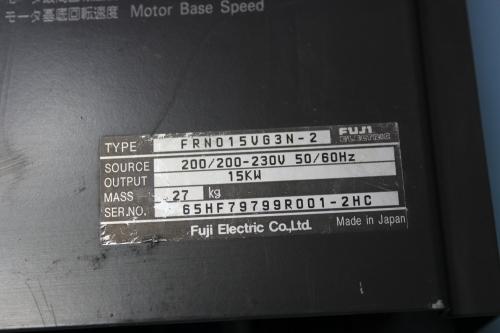 モータ基底回転速度 Motor Base Speed
TYPE FRN015VG3N-2 FUJI ELECTRIC
SOURCE 200/200-230V 50/60Hz
OUTPUT 15KW
MASS 27 kg
SER.NO. 65HF79799R001-2HC
Fuji Electric Co.,Ltd. Made in Japan